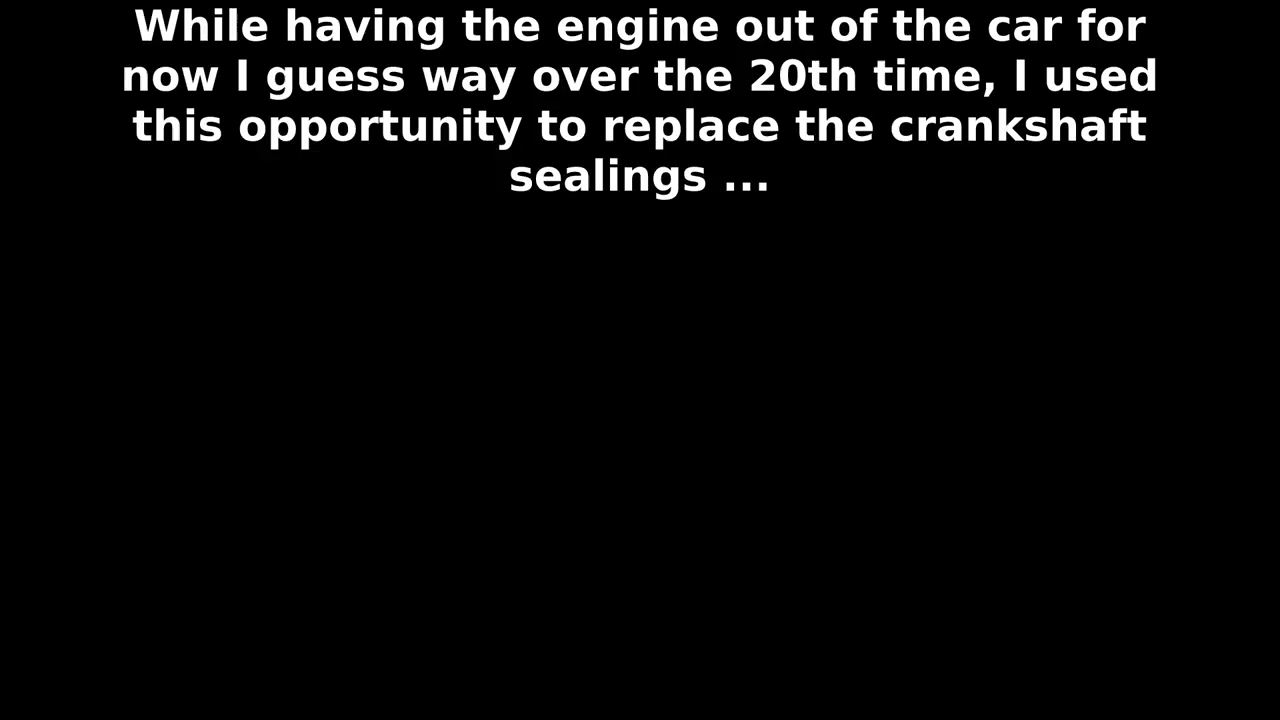 While having the engine out of the car for
now I guess way over the 20th time, I used
this opportunity to replace the crankshaft
sealings ...